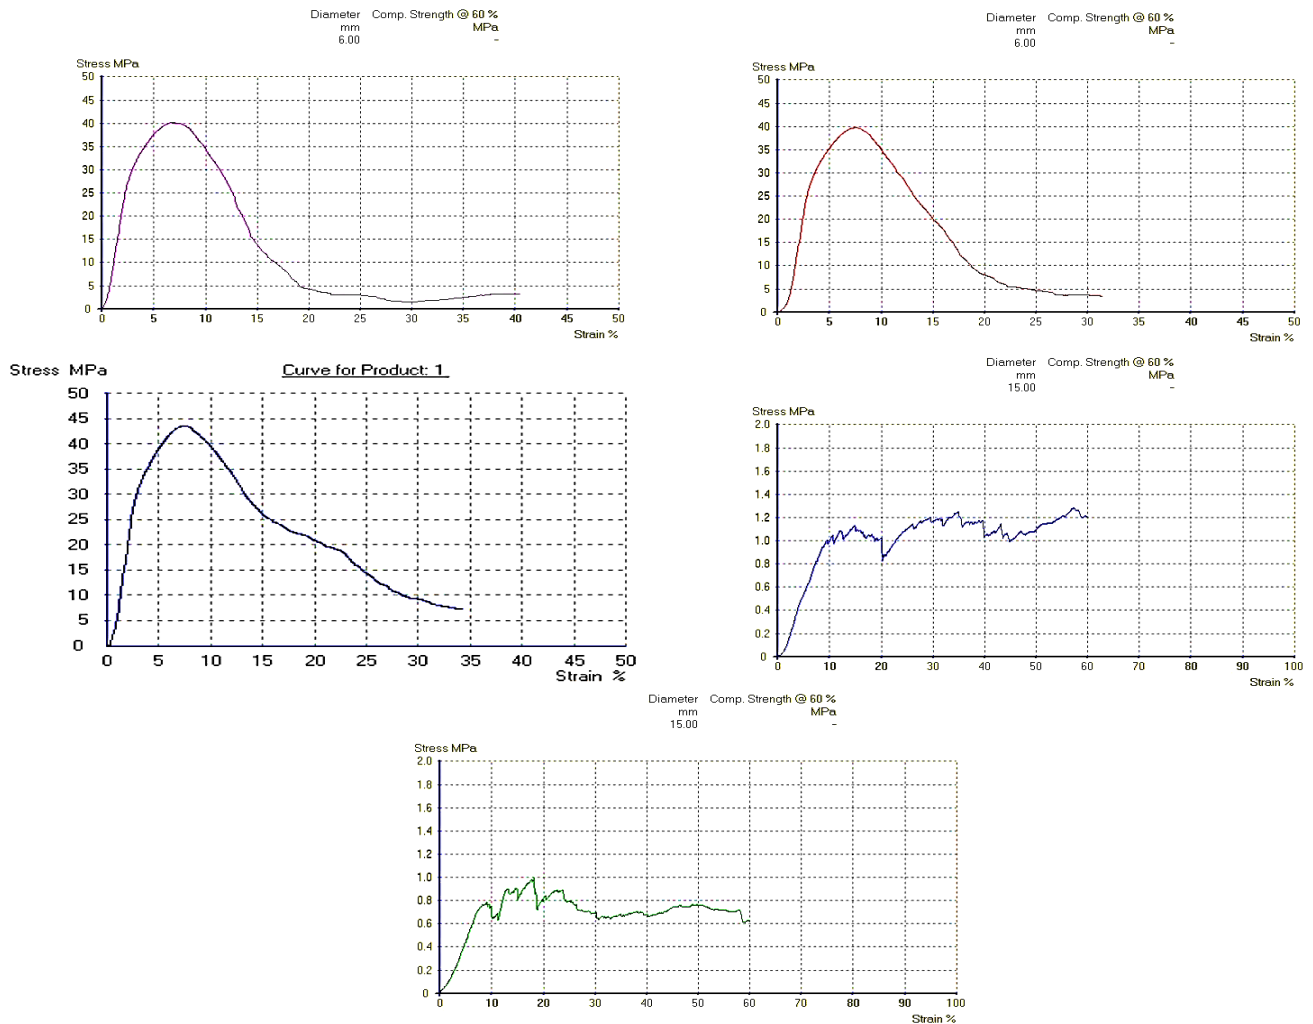 Diameter Comp. Strength @ 60 %
mm MPa
6.00 -
Stress MPa
50
45
40
35
30
25
20
15
10
5
0
0 5 10 15 20 25 30 35 40 45 50
Strain %
Diameter Comp. Strength @ 60 %
mm MPa
6.00 -
Stress MPa
50
45
40
35
30
25
20
15
10
5
0
0 5 10 15 20 25 30 35 40 45 50
Strain %
Stress MPa Curve for Product: 1
50
45
40
35
30
25
20
15
10
5
0
0 5 10 15 20 25 30 35 40 45 50
Strain %
Diameter Comp. Strength @ 60 %
mm MPa
15.00 -
Stress MPa
2.0
1.8
1.6
1.4
1.2
1.0
0.8
0.6
0.4
0.2
0
0 10 20 30 40 50 60 70 80 90 100
Strain %
Diameter Comp. Strength @ 60 %
mm MPa
15.00 -
Stress MPa
2.0
1.8
1.6
1.4
1.2
1.0
0.8
0.6
0.4
0.2
0
0 10 20 30 40 50 60 70 80 90 100
Strain %